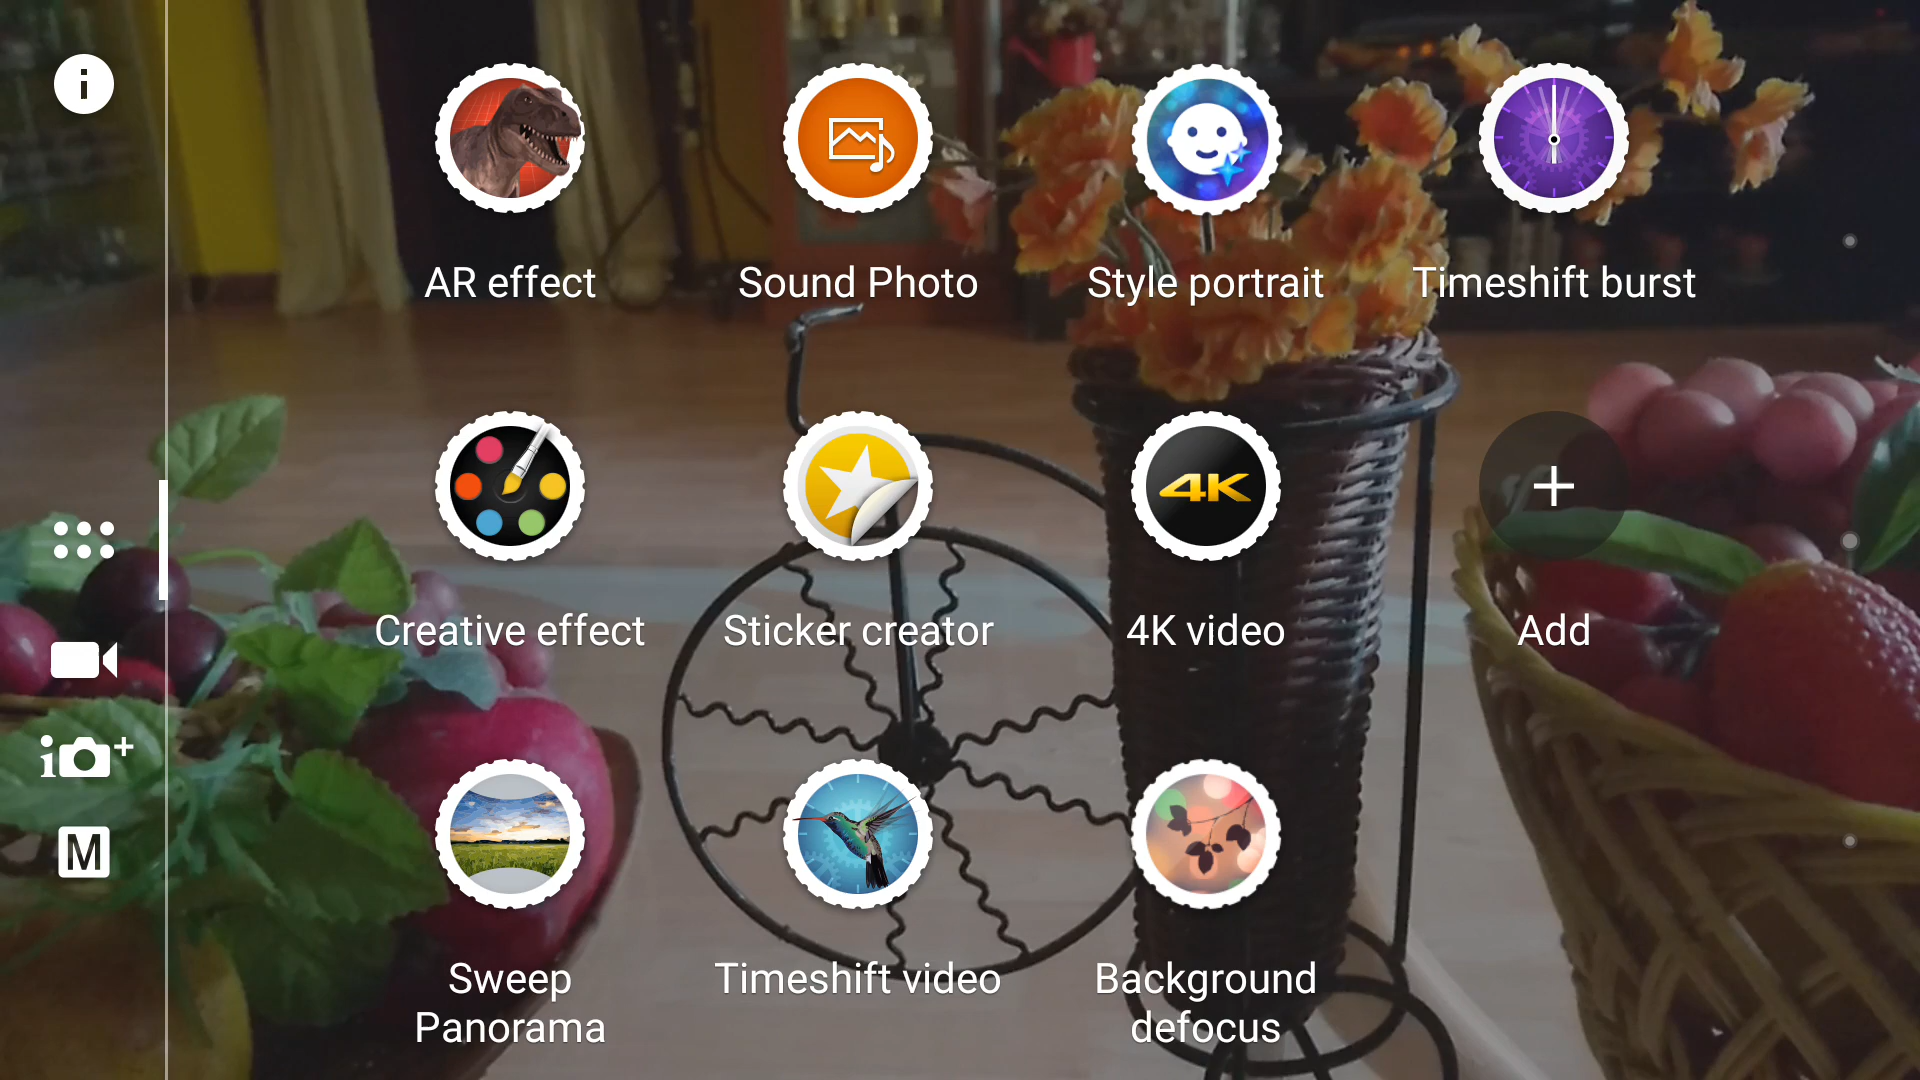 i
AR effect
Sound Photo
Style portrait
Timeshift burst
4K
Creative effect
Sticker creator
4K video
Add
i+
M
Sweep
Panorama
Timeshift video
Background
defocus